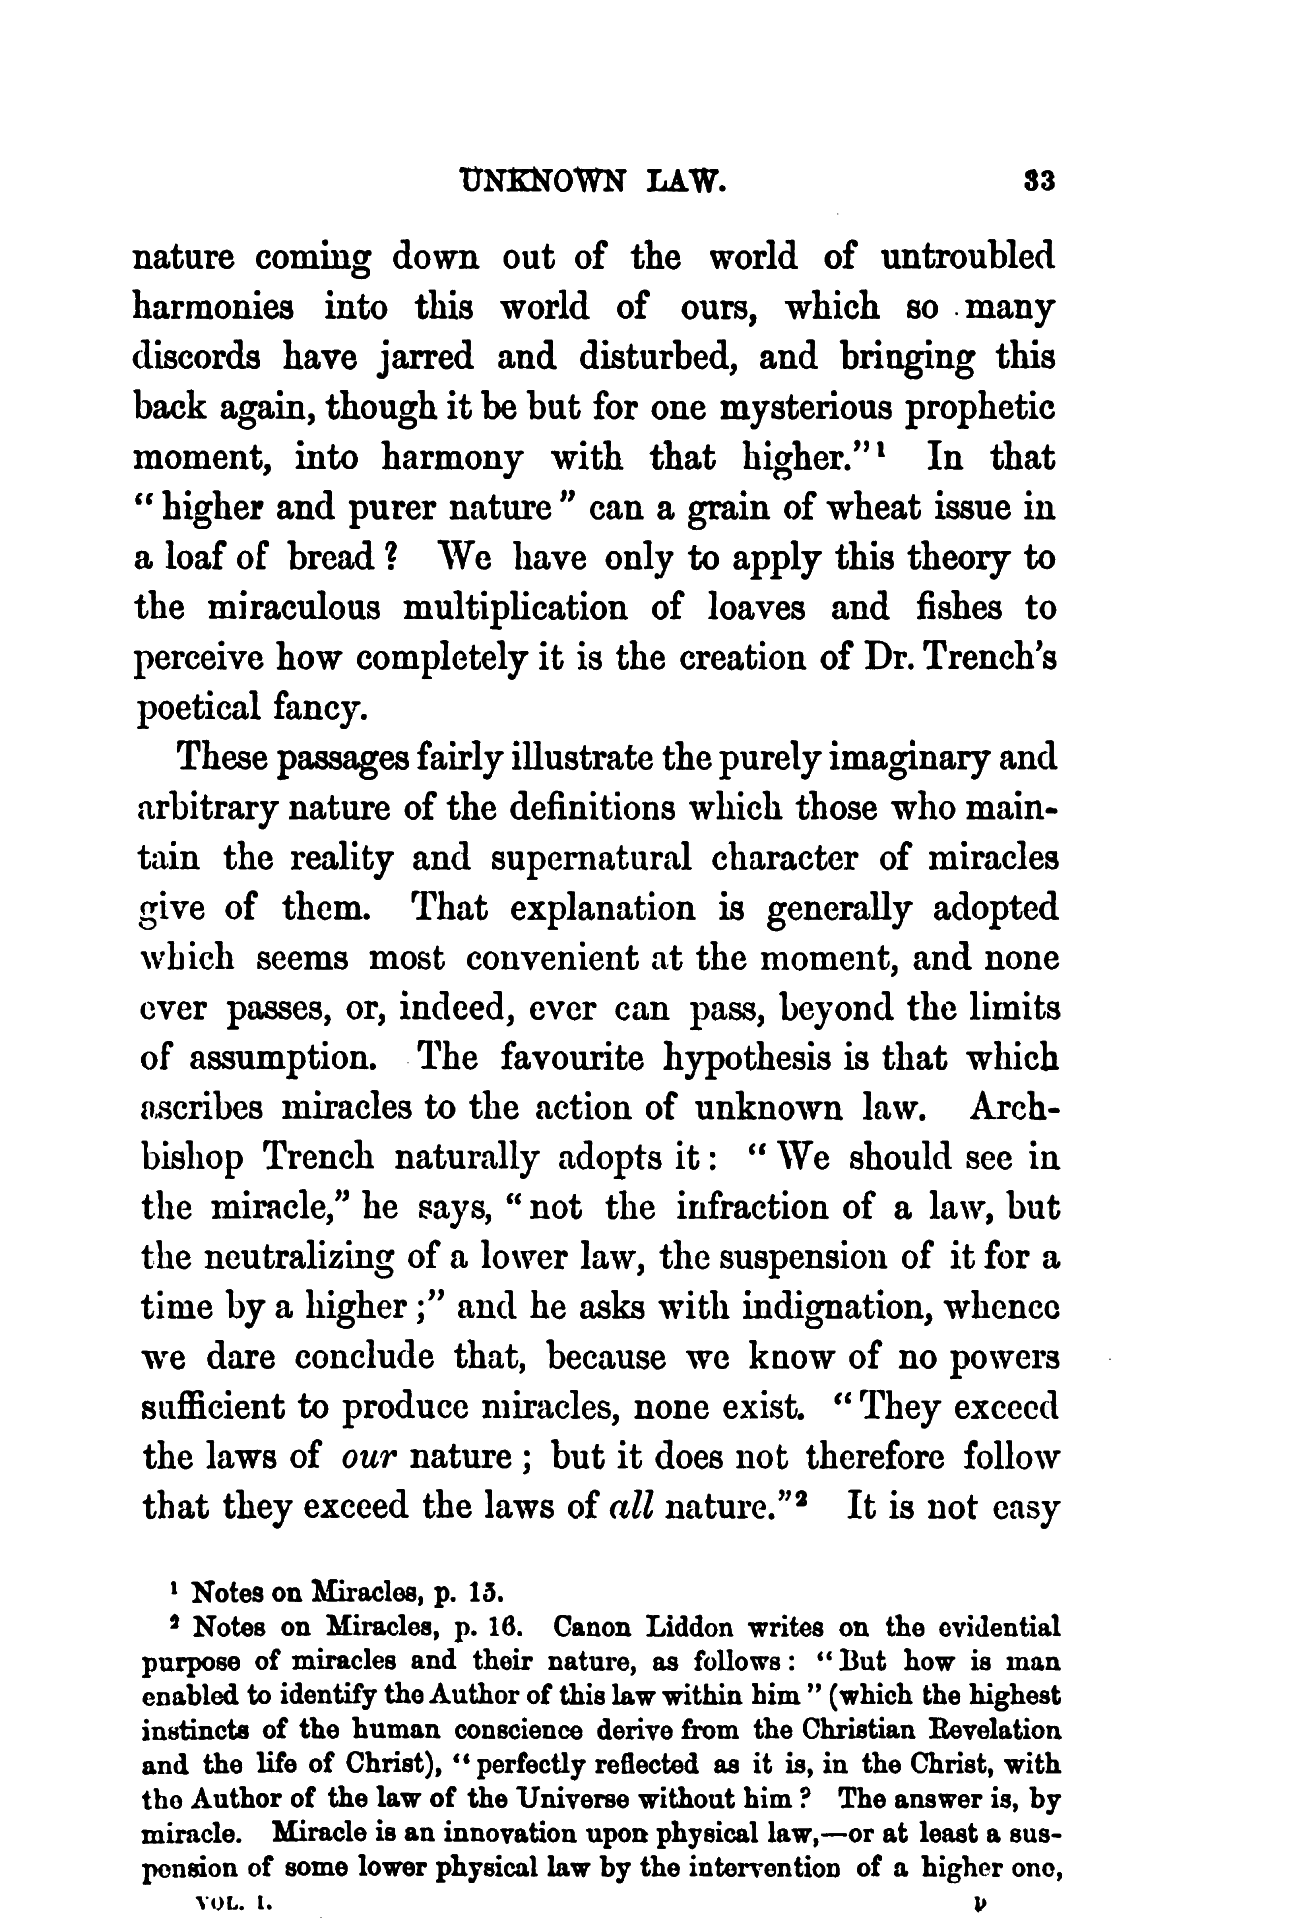 UNKNOWN LAW. 33
nature coming down out of the world of untroubled
harmonies into this world of ours, which so many
discords have jarred and disturbed, and bringing this
back again, though it be but for one mysterious prophetic
moment, into harmony with that higher."¹ In that
"higher and purer nature" can a grain of wheat issue in
a loaf of bread? We have only to apply this theory to
the miraculous multiplication of loaves and fishes to
perceive how completely it is the creation of Dr. Trench's
poetical fancy.
These passages fairly illustrate the purely imaginary and
arbitrary nature of the definitions which those who main-
tain the reality and supernatural character of miracles
give of them. That explanation is generally adopted
which seems most convenient at the moment, and none
ever passes, or, indeed, ever can pass, beyond the limits
of assumption. The favourite hypothesis is that which
ascribes miracles to the action of unknown law. Arch-
bishop Trench naturally adopts it: "We should see in
the miracle," he says, "not the infraction of a law, but
the neutralizing of a lower law, the suspension of it for a
time by a higher;" and he asks with indignation, whence
we dare conclude that, because we know of no powers
sufficient to produce miracles, none exist. "They exceed
the laws of our nature; but it does not therefore follow
that they exceed the laws of all nature."² It is not easy
¹ Notes on Miracles, p. 15.
² Notes on Miracles, p. 16. Canon Liddon writes on the evidential
purpose of miracles and their nature, as follows: "But how is man
enabled to identify the Author of this law within him" (which the highest
instincts of the human conscience derive from the Christian Revelation
and the life of Christ), "perfectly reflected as it is, in the Christ, with
the Author of the law of the Universe without him? The answer is, by
miracle. Miracle is an innovation upon physical law,—or at least a sus-
pension of some lower physical law by the intervention of a higher one,
VOL. I. D